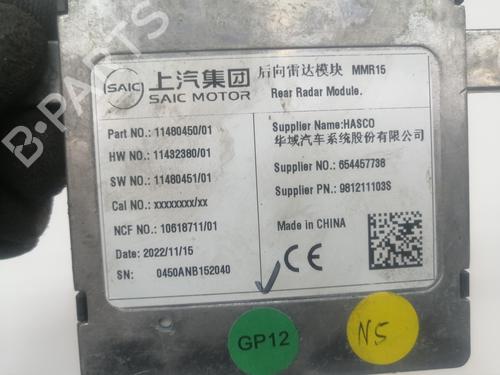 SAIC 上汽集团
SAIC MOTOR
后向雷达模块 MMR15
Rear Radar Module.
Part NO.: 11480450/01
HW NO.: 11432380/01
SW NO.: 11480451/01
Cal NO.: xxxxxxxx/xx
NCF NO.: 10618711/01
Date: 2022/11/15
SN: 0450ANB152040
Supplier Name:HASCO
华域汽车系统股份有限公司
Supplier NO.: 654457738
Supplier PN.: 981211103S
Made in CHINA
CE
GP12
N5
B-PARTS